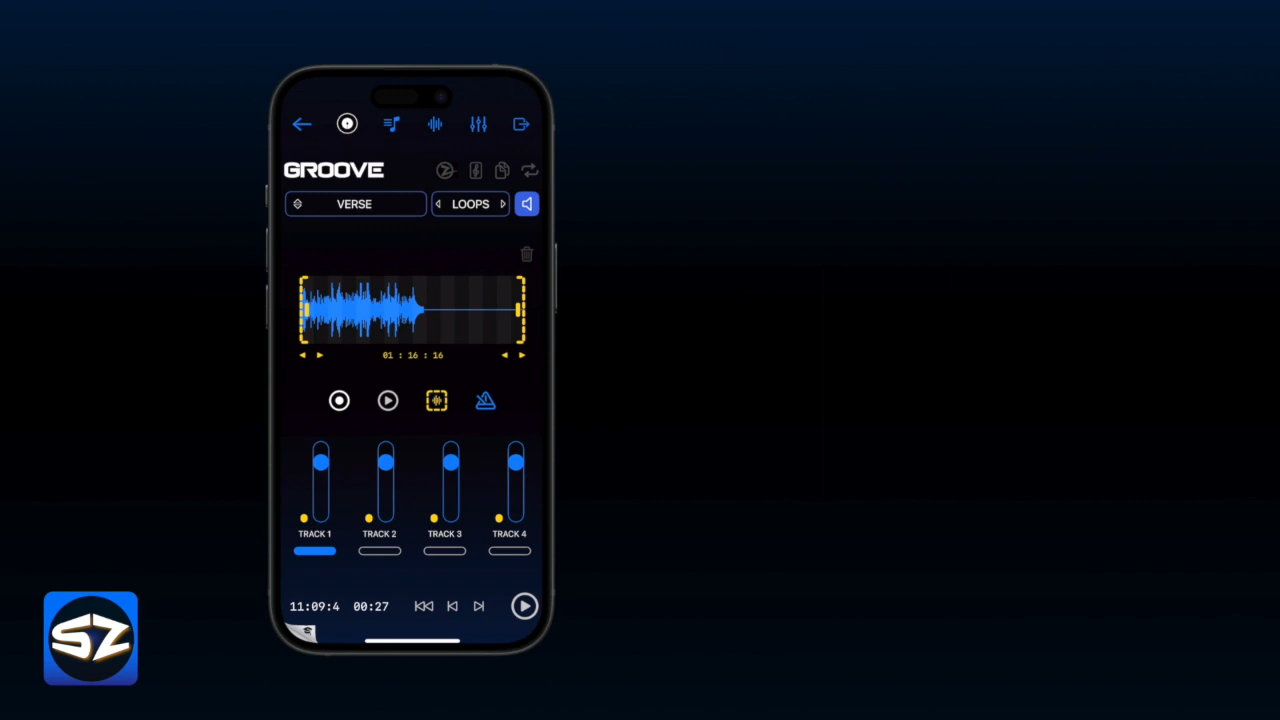 GROOVE
VERSE
LOOPS
01 : 16 : 16
TRACK 1
TRACK 2
TRACK 3
TRACK 4
11:09:4
00:27
SZ